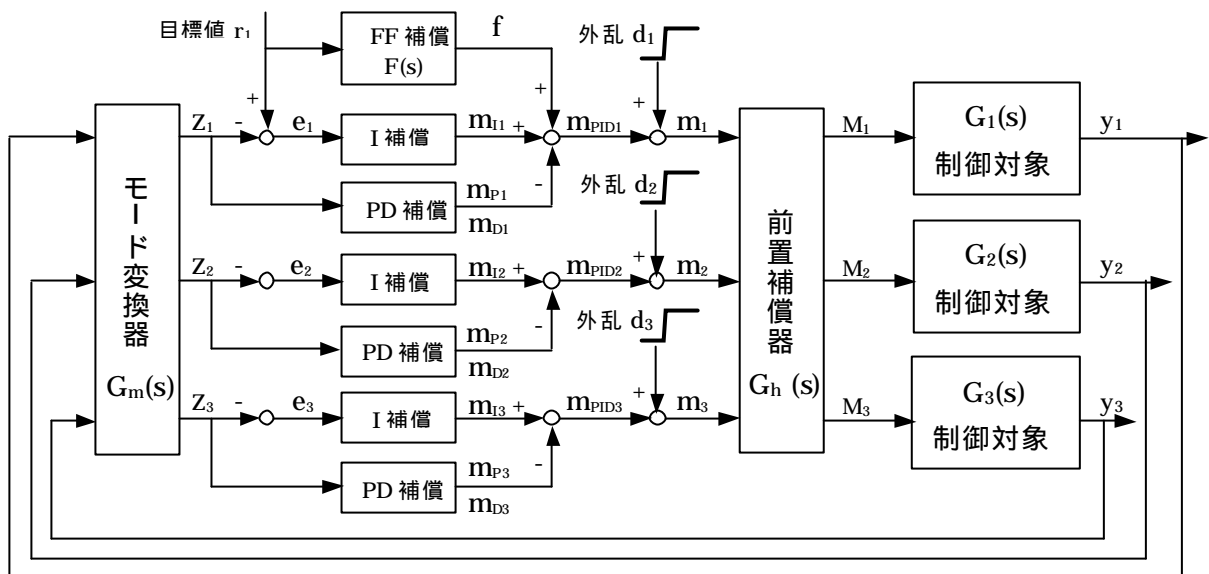 目標値 r₁
FF 補償
F(s)
f
外乱 d₁
+
+
+
Z₁
-
e₁
I 補償
m_I1
+
m_PID1
m₁
M₁
G₁(s)
制御対象
y₁
PD 補償
m_P1
m_D1
-
外乱 d₂
+
モード変換器
G_m(s)
前置補償器
G_h (s)
Z₂
-
e₂
I 補償
m_I2
+
m_PID2
m₂
M₂
G₂(s)
制御対象
y₂
PD 補償
m_P2
m_D2
-
外乱 d₃
+
Z₃
-
e₃
I 補償
m_I3
+
m_PID3
m₃
M₃
G₃(s)
制御対象
y₃
PD 補償
m_P3
m_D3
-